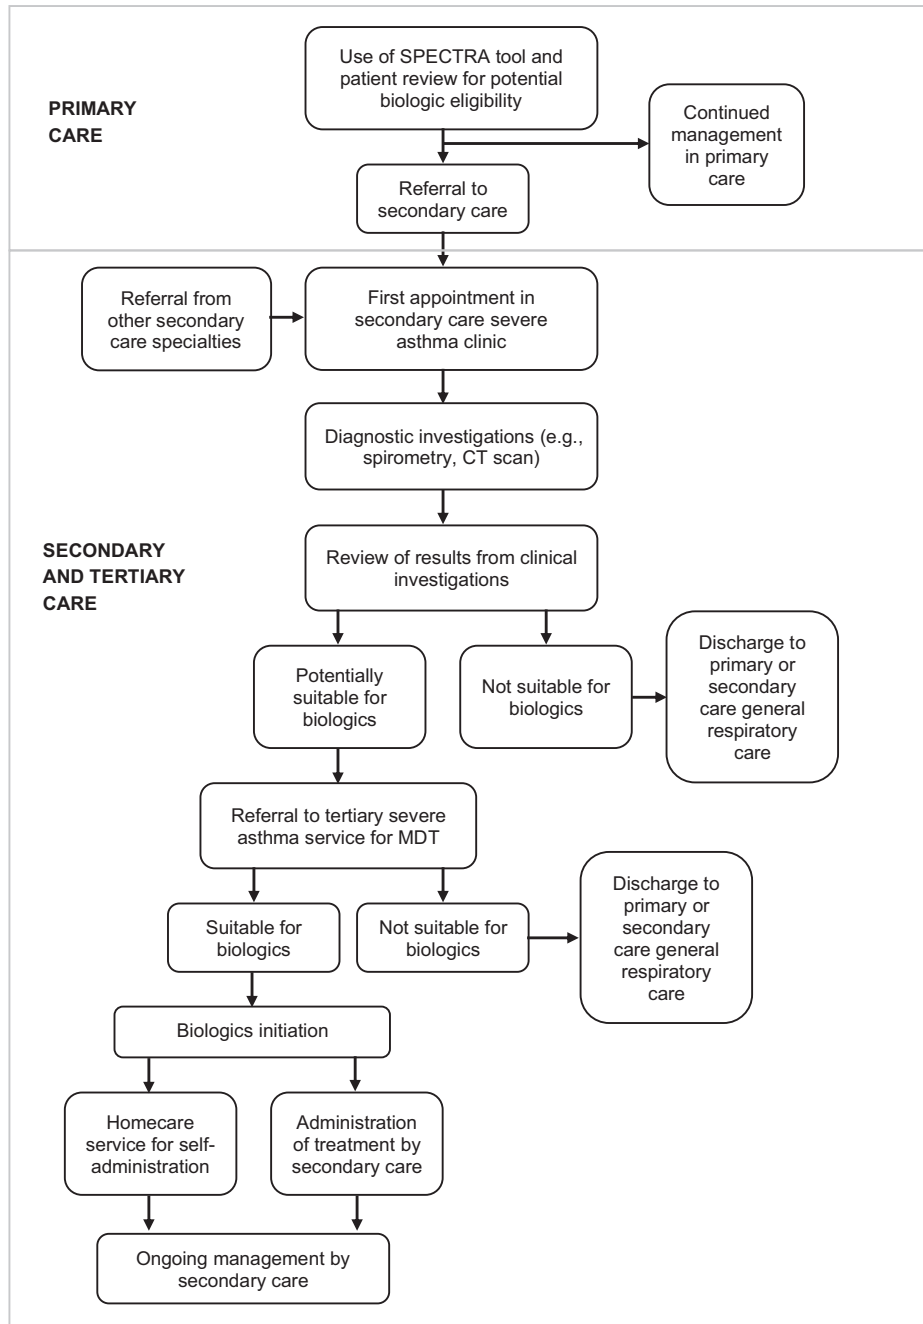 Use of SPECTRA tool and
patient review for potential
biologic eligibility
PRIMARY
CARE
Continued
management
in primary
care
Referral to
secondary care
Referral from
other secondary
care specialties
First appointment in
secondary care severe
asthma clinic
Diagnostic investigations (e.g.,
spirometry, CT scan)
SECONDARY
AND TERTIARY
CARE
Review of results from clinical
investigations
Potentially
suitable for
biologics
Not suitable for
biologics
Discharge to
primary or
secondary
care general
respiratory
care
Referral to tertiary severe
asthma service for MDT
Suitable for
biologics
Not suitable for
biologics
Discharge to
primary or
secondary
care general
respiratory
care
Biologics initiation
Homecare
service for self-
administration
Administration
of treatment by
secondary care
Ongoing management by
secondary care